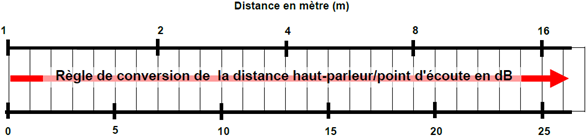 Distance en mètre (m)
1 2 4 8 16
Règle de conversion de la distance haut-parleur/point d'écoute en dB
0 5 10 15 20 25